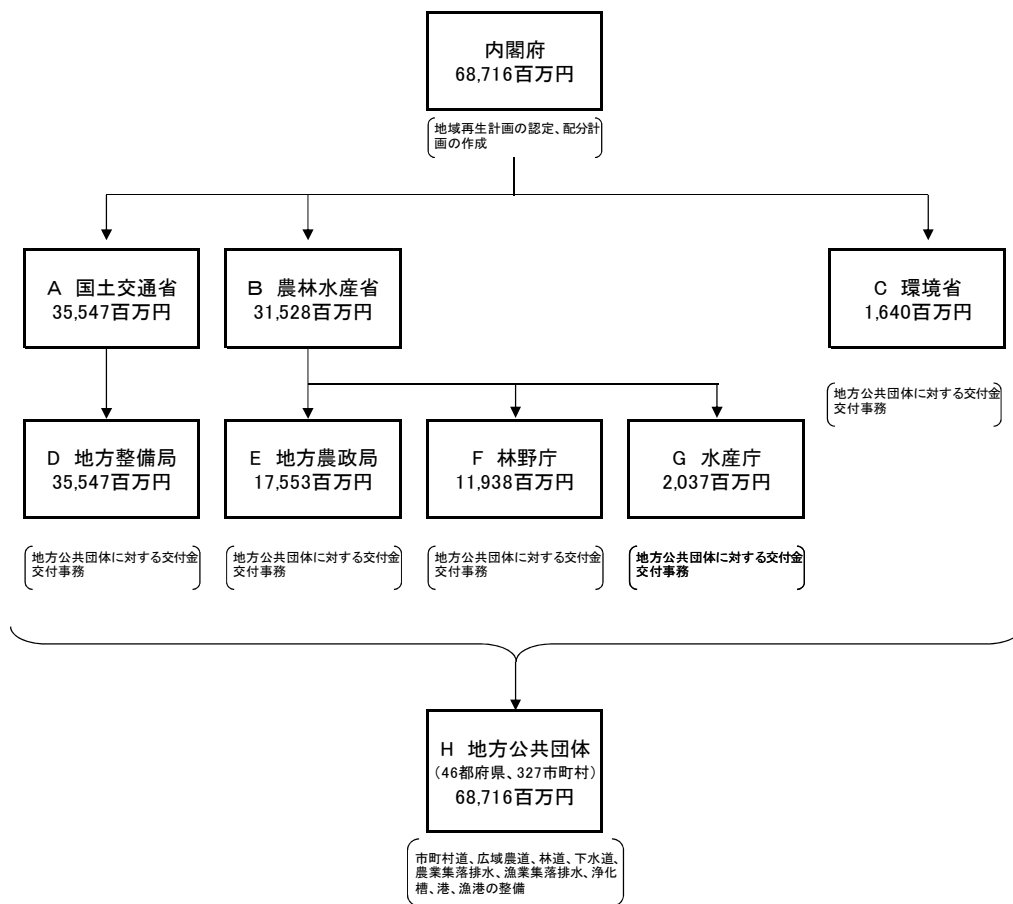 内閣府
68,716百万円
地域再生計画の認定、配分計
画の作成
A 国土交通省
35,547百万円
B 農林水産省
31,528百万円
C 環境省
1,640百万円
地方公共団体に対する交付金
交付事務
D 地方整備局
35,547百万円
E 地方農政局
17,553百万円
F 林野庁
11,938百万円
G 水産庁
2,037百万円
地方公共団体に対する交付金
交付事務
地方公共団体に対する交付金
交付事務
地方公共団体に対する交付金
交付事務
地方公共団体に対する交付金
交付事務
H 地方公共団体
(46都府県、327市町村)
68,716百万円
市町村道、広域農道、林道、下水道、
農業集落排水、漁業集落排水、浄化
槽、港、漁港の整備